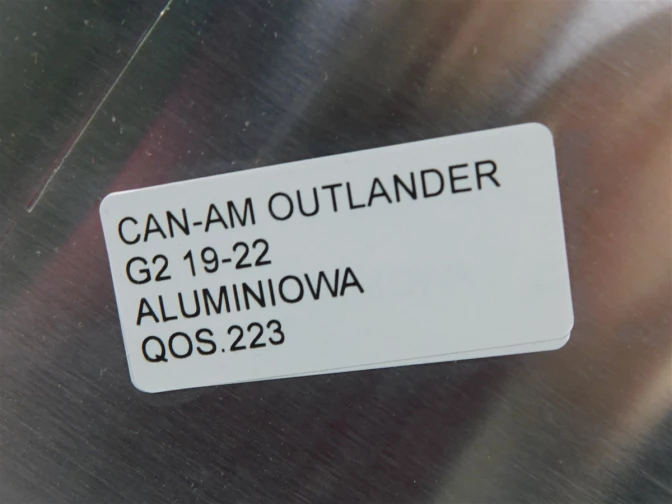 CAN-AM OUTLANDER
G2 19-22
ALUMINIOWA
QOS.223